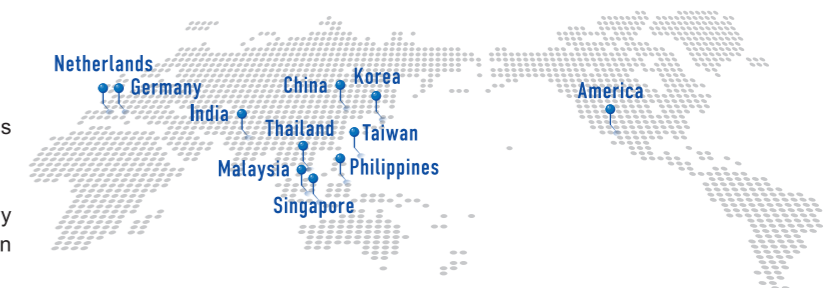 Netherlands
Germany
China
Korea
America
India
Thailand
Taiwan
Malaysia
Philippines
Singapore
s
y
n